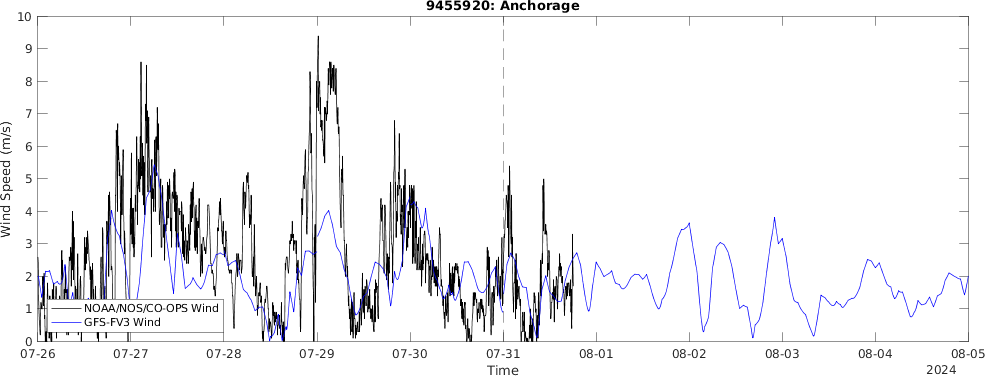 9455920: Anchorage
10
9
8
7
6
5
4
3
2
1
0
Wind Speed (m/s)
NOAA/NOS/CO-OPS Wind
GFS-FV3 Wind
07-26 07-27 07-28 07-29 07-30 07-31 08-01 08-02 08-03 08-04 08-05
Time
2024